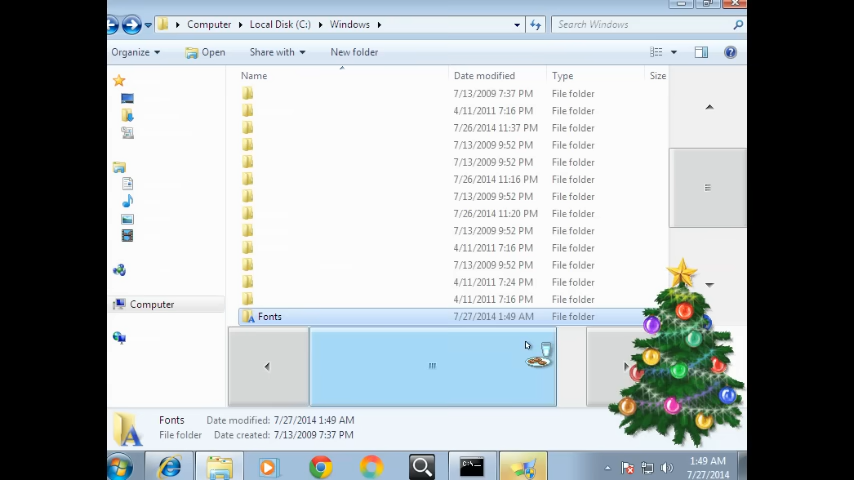 Computer Local Disk (C:) Windows Search Windows
Organize Open Share with New folder
Name Date modified Type Size
7/13/2009 7:37 PM File folder
4/11/2011 7:16 PM File folder
7/26/2014 11:37 PM File folder
7/13/2009 9:52 PM File folder
7/13/2009 9:52 PM File folder
7/26/2014 11:16 PM File folder
7/13/2009 9:52 PM File folder
7/26/2014 11:20 PM File folder
7/13/2009 9:52 PM File folder
4/11/2011 7:16 PM File folder
7/13/2009 9:52 PM File folder
4/11/2011 7:24 PM File folder
4/11/2011 7:16 PM File folder
Computer
Fonts 7/27/2014 1:49 AM File folder
Fonts Date modified: 7/27/2014 1:49 AM
File folder Date created: 7/13/2009 7:37 PM
1:49 AM
7/27/2014